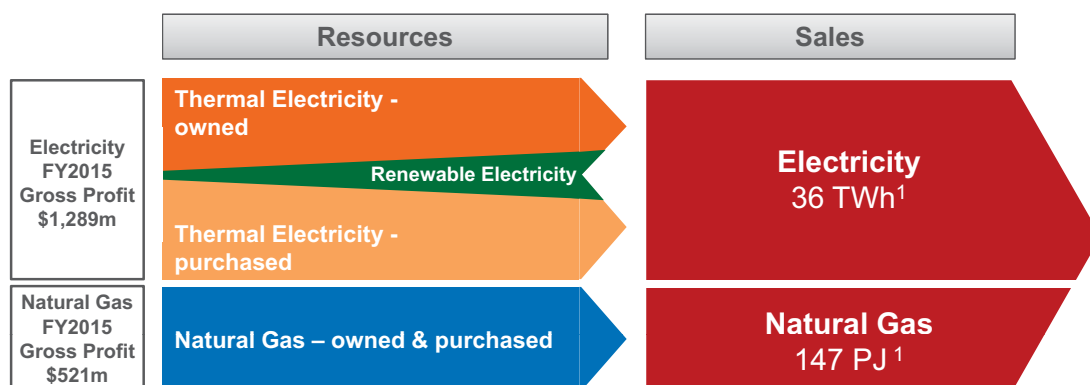 Resources
Sales
Electricity
FY2015
Gross Profit
$1,289m
Thermal Electricity -
owned
Renewable Electricity
Thermal Electricity -
purchased
Electricity
36 TWh¹
Natural Gas
FY2015
Gross Profit
$521m
Natural Gas – owned & purchased
Natural Gas
147 PJ ¹